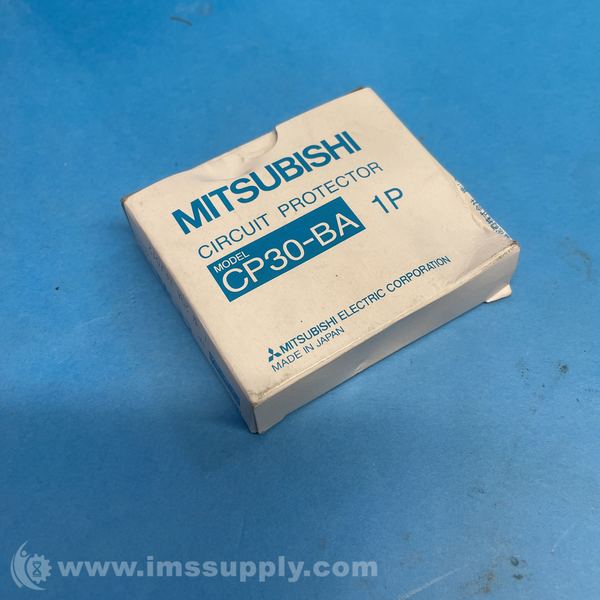 MITSUBISHI
CIRCUIT PROTECTOR
MODEL
CP30-BA 1P
MITSUBISHI ELECTRIC CORPORATION
MADE IN JAPAN
www.imssupply.com